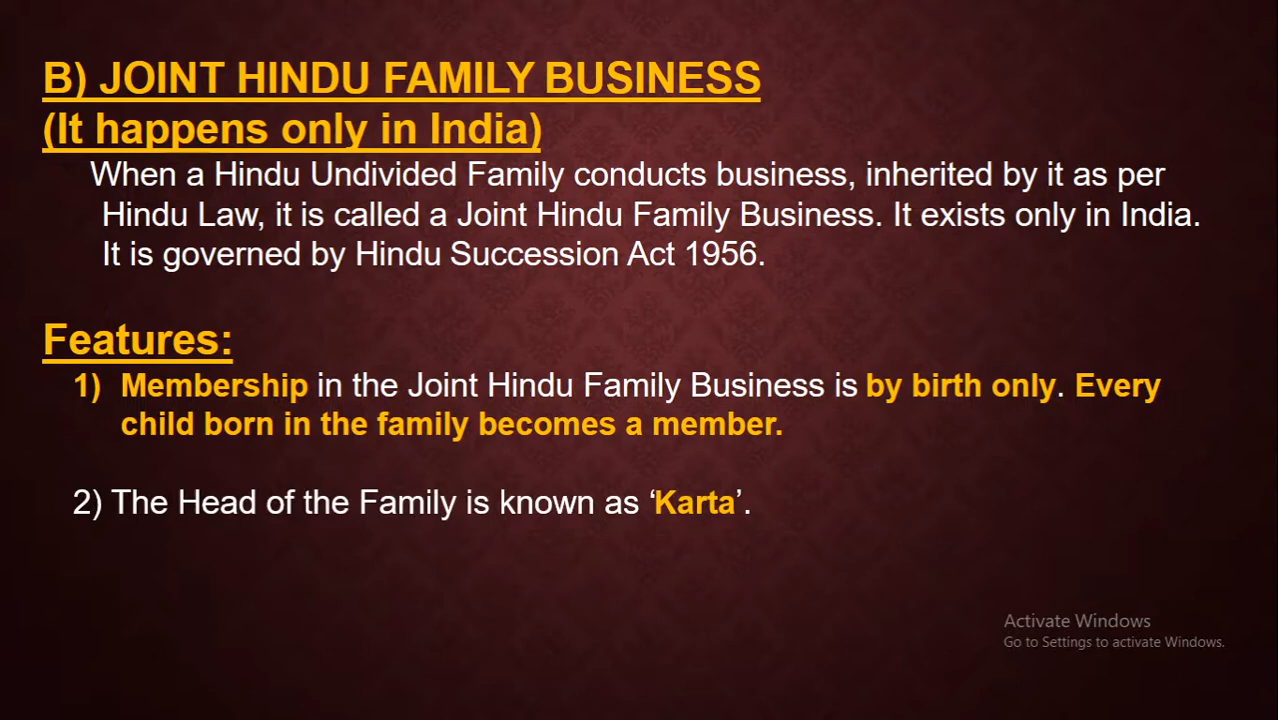 B) JOINT HINDU FAMILY BUSINESS
(It happens only in India)
When a Hindu Undivided Family conducts business, inherited by it as per
Hindu Law, it is called a Joint Hindu Family Business. It exists only in India.
It is governed by Hindu Succession Act 1956.
Features:
1) Membership in the Joint Hindu Family Business is by birth only. Every
child born in the family becomes a member.
2) The Head of the Family is known as ‘Karta’.
Activate Windows
Go to Settings to activate Windows.